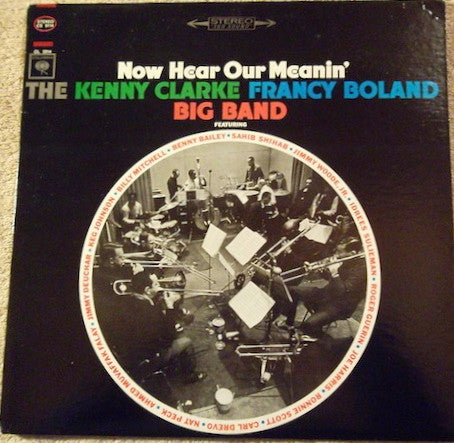 STEREO
Now Hear Our Meanin'
THE KENNY CLARKE FRANCY BOLAND
BIG BAND
FEATURING
BENNY BAILEY • SAHIB SHIHAB • JIMMY WOODE, JR. • IDREES SULIEMAN • ROGER GUERIN • JOE HARRIS • RONNIE SCOTT • CARL DREVO • NAT PECK • AHMED MUVAFFAK FALAY • JIMMY DEUCHAR • KEG JOHNSON • BILLY MITCHELL •